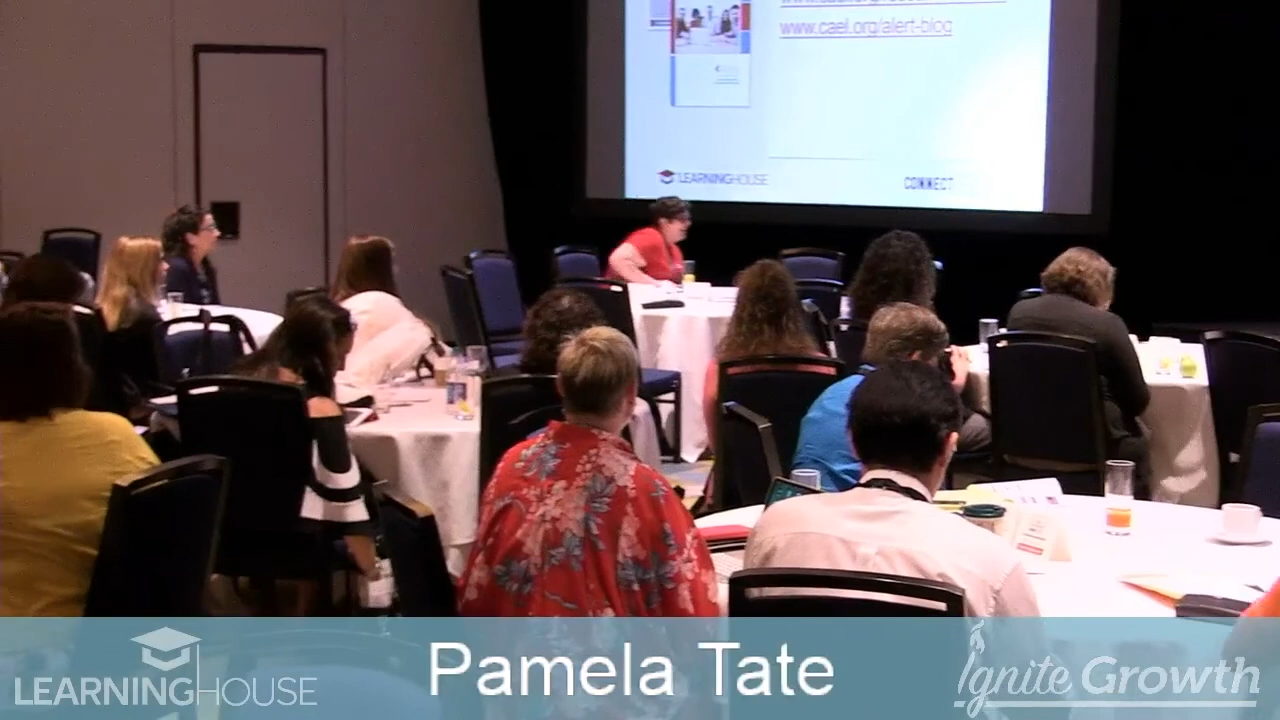 www.cael.org/alert-blog
LEARNINGHOUSE
CONNECT
Pamela Tate
LEARNINGHOUSE
Ignite Growth